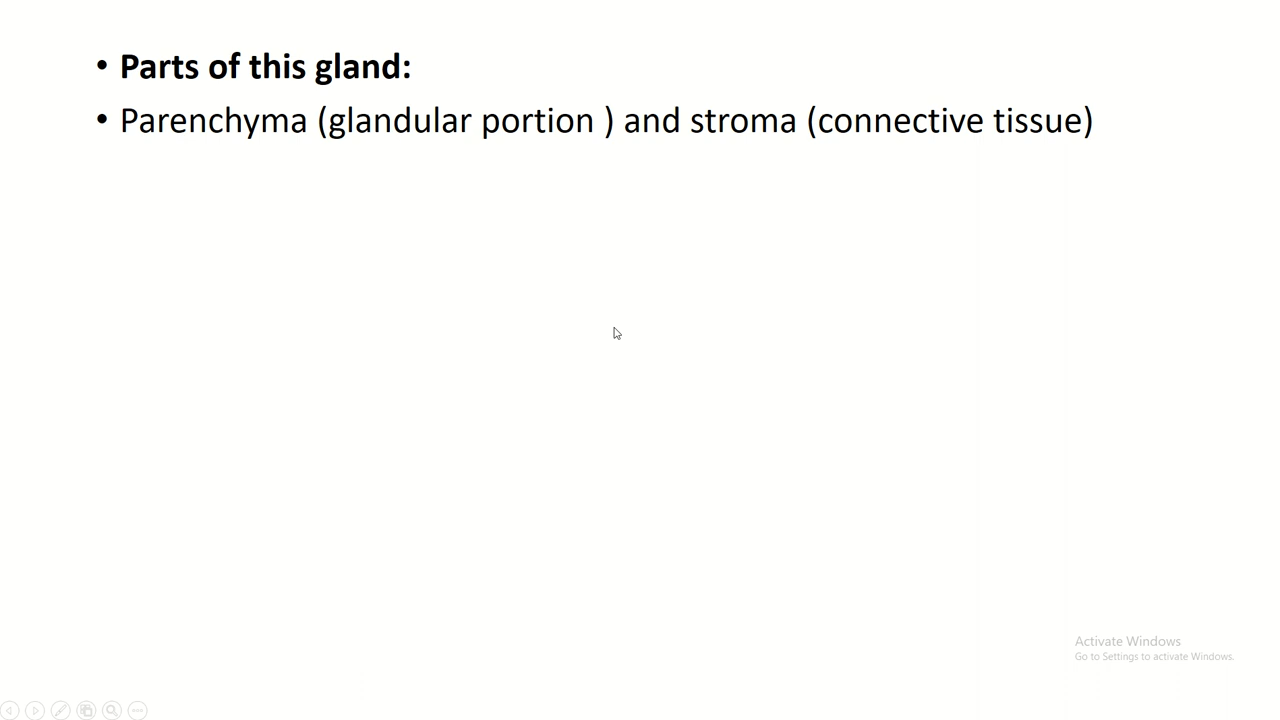 • Parts of this gland:
• Parenchyma (glandular portion ) and stroma (connective tissue)
Activate Windows
Go to Settings to activate Windows.